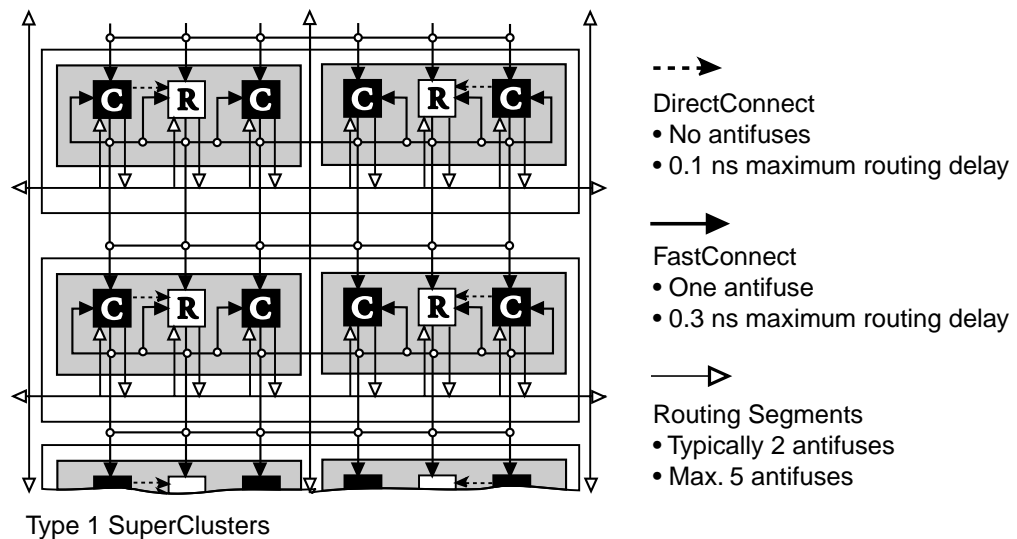 C R C C R C
DirectConnect
• No antifuses
• 0.1 ns maximum routing delay
FastConnect
• One antifuse
• 0.3 ns maximum routing delay
C R C C R C
Routing Segments
• Typically 2 antifuses
• Max. 5 antifuses
Type 1 SuperClusters